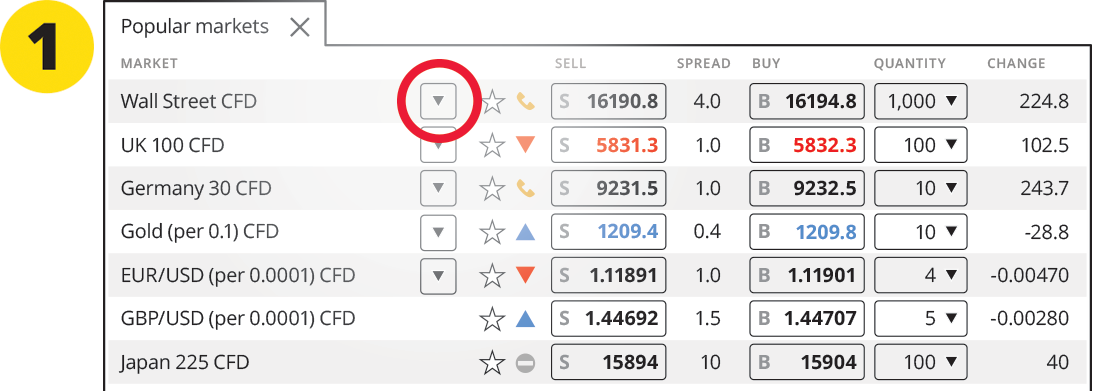 1
Popular markets
MARKET SELL SPREAD BUY QUANTITY CHANGE
Wall Street CFD S 16190.8 4.0 B 16194.8 1,000 224.8
UK 100 CFD S 5831.3 1.0 B 5832.3 100 102.5
Germany 30 CFD S 9231.5 1.0 B 9232.5 10 243.7
Gold (per 0.1) CFD S 1209.4 0.4 B 1209.8 10 -28.8
EUR/USD (per 0.0001) CFD S 1.11891 1.0 B 1.11901 4 -0.00470
GBP/USD (per 0.0001) CFD S 1.44692 1.5 B 1.44707 5 -0.00280
Japan 225 CFD S 15894 10 B 15904 100 40